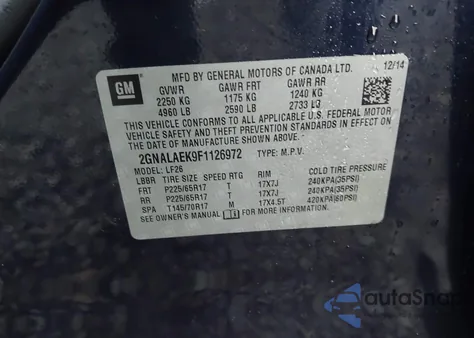 MFD BY GENERAL MOTORS OF CANADA LTD. 12/14
GM
GVWR GAWR FRT GAWR RR
2250 KG 1175 KG 1240 KG
4960 LB 2590 LB 2733 LB
THIS VEHICLE CONFORMS TO ALL APPLICABLE U.S. FEDERAL MOTOR
VEHICLE SAFETY, BUMPER, AND THEFT PREVENTION STANDARDS IN EFFECT ON THE
DATE OF MANUFACTURE SHOWN ABOVE.
2GNALAEK9F1126972 TYPE: M.P.V.
MODEL: LF26
LBBR TIRE SIZE SPEED RTG RIM COLD TIRE PRESSURE
FRT P225/65R17 T 17X7J 240KPA(35PSI)
RR P225/65R17 T 17X7J 240KPA(35PSI)
SPA T145/70R17 M 17X4.5T 420KPA(60PSI)
SEE OWNER'S MANUAL FOR MORE INFORMATION
autoSnap